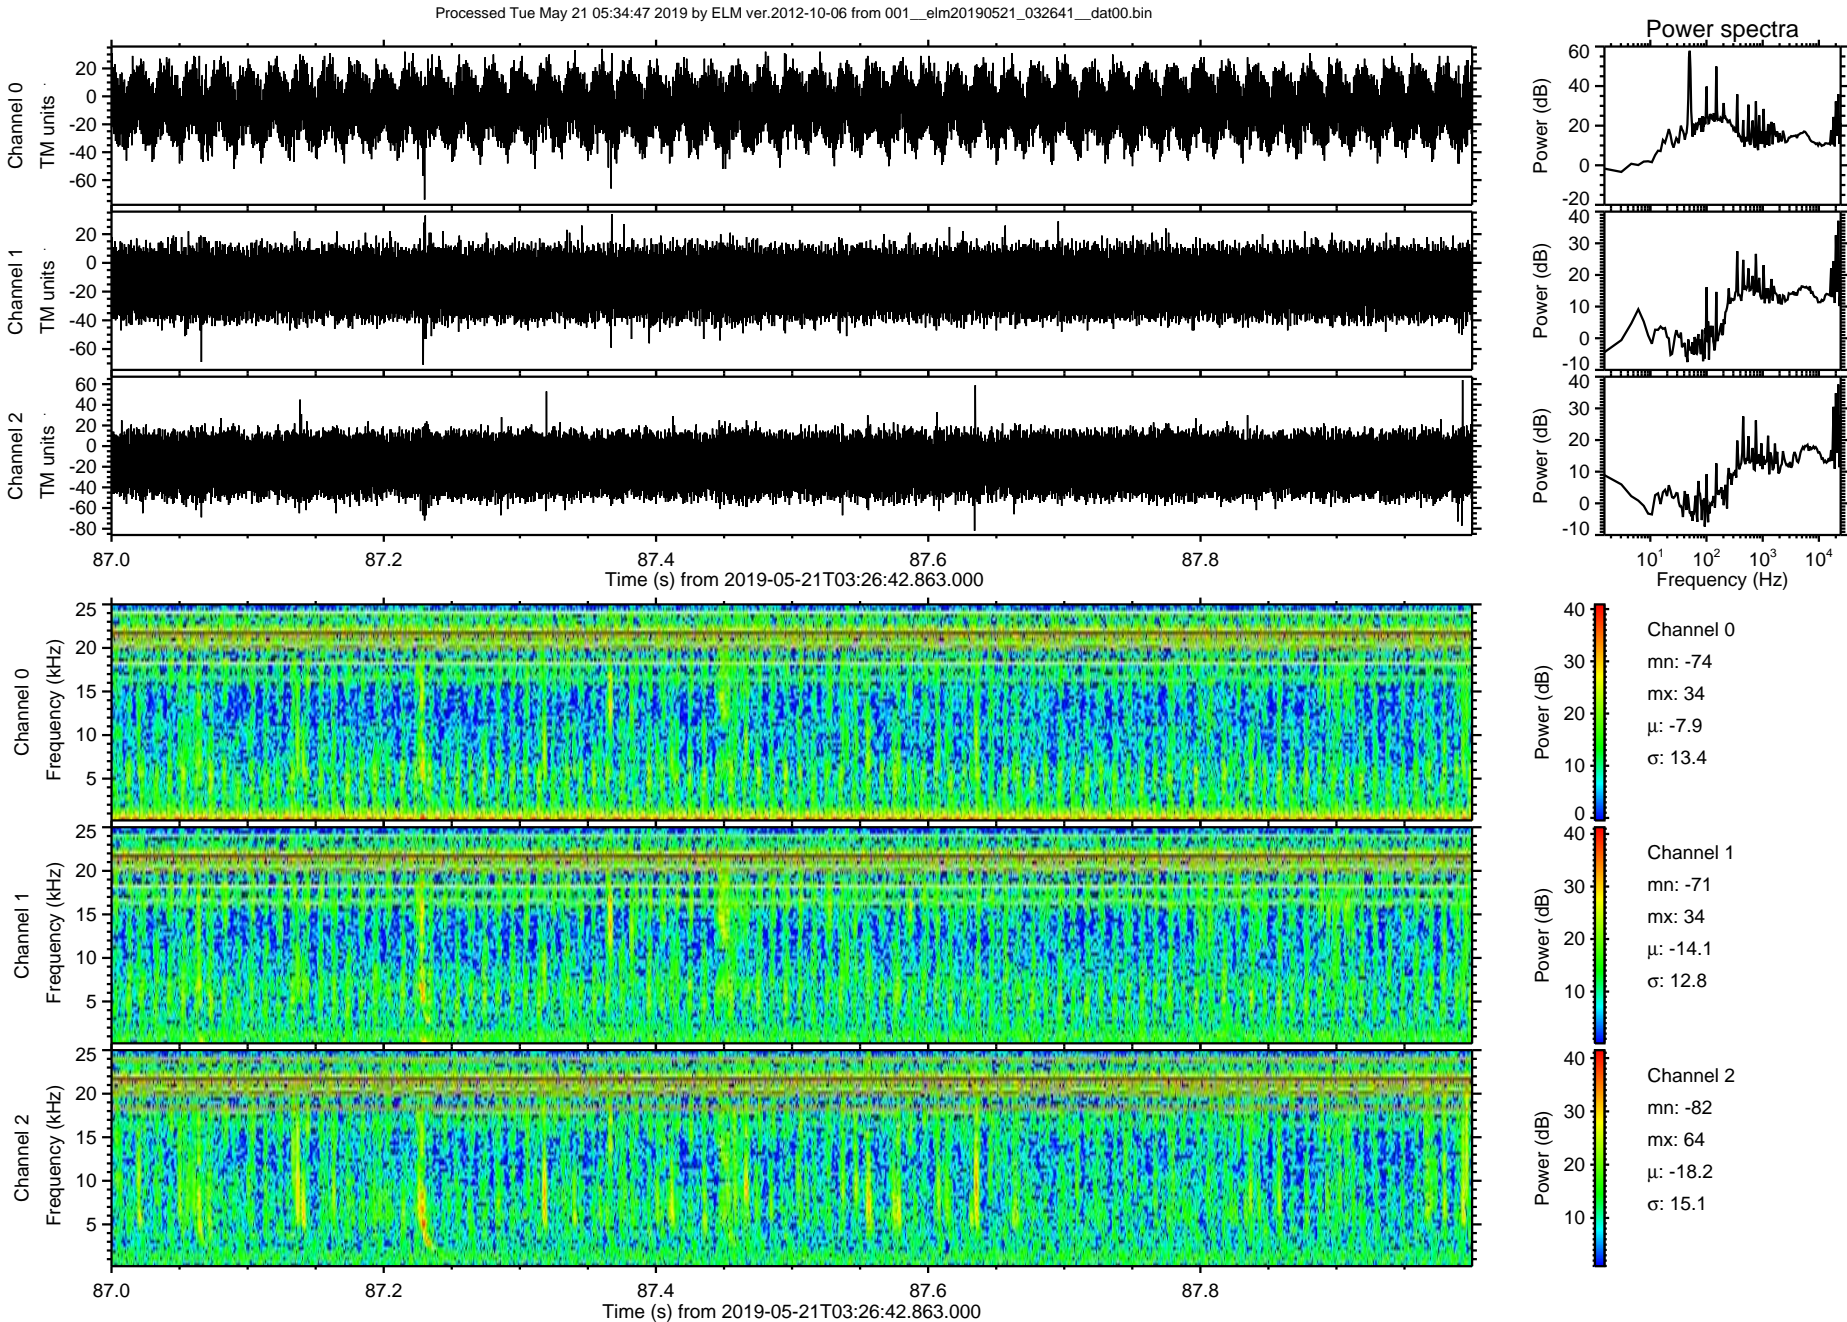 Processed Tue May 21 05:34:47 2019 by ELM ver.2012-10-06 from 001__elm20190521_032641__dat00.bin
Power spectra
Channel 0
TM units
20
0
-20
-40
-60
Power (dB)
60
40
20
0
-20
Channel 1
TM units
20
0
-20
-40
-60
Power (dB)
40
30
20
10
0
-10
Channel 2
TM units
60
40
20
0
-20
-40
-60
-80
Power (dB)
40
30
20
10
0
-10
87.0 87.2 87.4 87.6 87.8
Time (s) from 2019-05-21T03:26:42.863.000
10¹ 10² 10³ 10⁴
Frequency (Hz)
Channel 0
Frequency (kHz)
25
20
15
10
5
Power (dB)
40
30
20
10
0
Channel 0
mn: -74
mx: 34
μ: -7.9
σ: 13.4
Channel 1
Frequency (kHz)
25
20
15
10
5
Power (dB)
40
30
20
10
Channel 1
mn: -71
mx: 34
μ: -14.1
σ: 12.8
Channel 2
Frequency (kHz)
25
20
15
10
5
Power (dB)
40
30
20
10
Channel 2
mn: -82
mx: 64
μ: -18.2
σ: 15.1
87.0 87.2 87.4 87.6 87.8
Time (s) from 2019-05-21T03:26:42.863.000